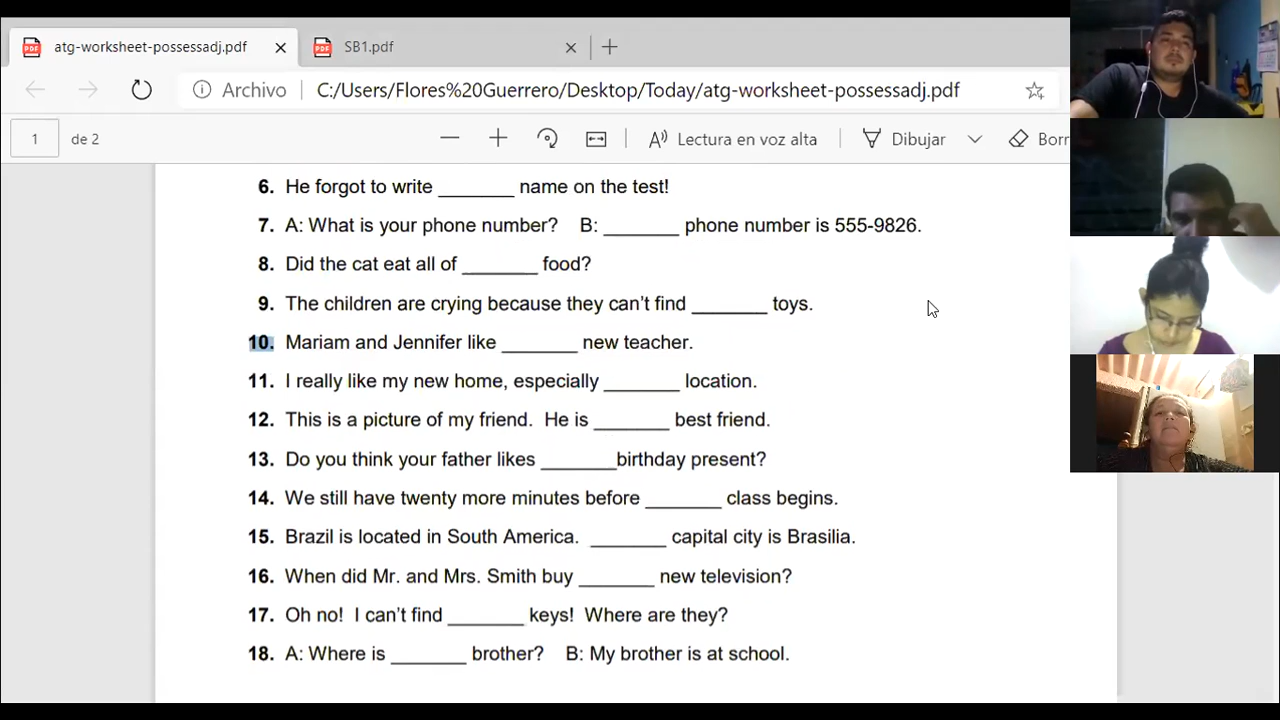 atg-worksheet-possessadj.pdf
SB1.pdf
Archivo C:/Users/Flores%20Guerrero/Desktop/Today/atg-worksheet-possessadj.pdf
1 de 2 Lectura en voz alta Dibujar Bor
6. He forgot to write _______ name on the test!
7. A: What is your phone number? B: _______ phone number is 555-9826.
8. Did the cat eat all of _______ food?
9. The children are crying because they can't find _______ toys.
10. Mariam and Jennifer like _______ new teacher.
11. I really like my new home, especially _______ location.
12. This is a picture of my friend. He is _______ best friend.
13. Do you think your father likes _______birthday present?
14. We still have twenty more minutes before _______ class begins.
15. Brazil is located in South America. _______ capital city is Brasilia.
16. When did Mr. and Mrs. Smith buy _______ new television?
17. Oh no! I can't find _______ keys! Where are they?
18. A: Where is _______ brother? B: My brother is at school.